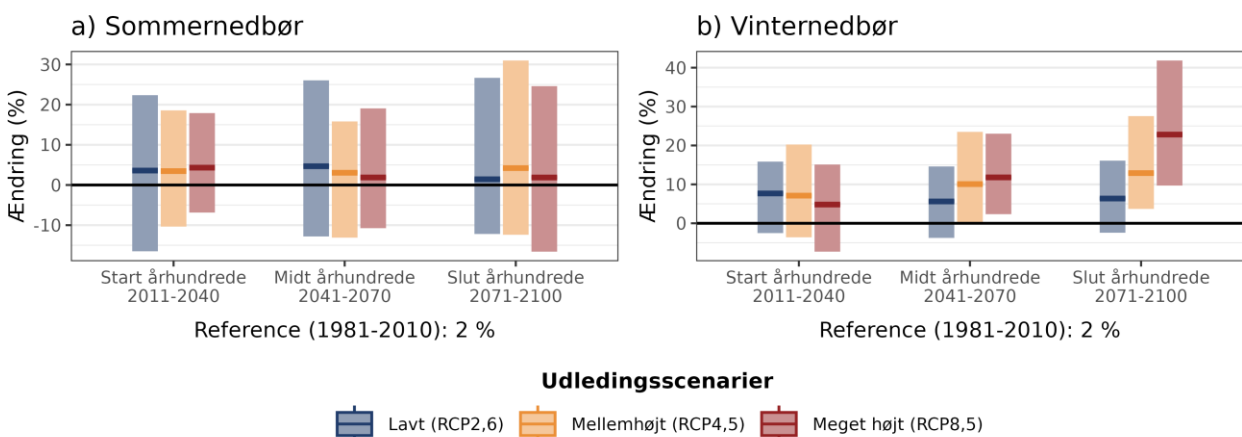 a) Sommernedbør
Ændring (%)
30
20
10
0
-10
Start århundrede
2011-2040
Midt århundrede
2041-2070
Slut århundrede
2071-2100
Reference (1981-2010): 2 %
b) Vinternedbør
Ændring (%)
40
30
20
10
0
Start århundrede
2011-2040
Midt århundrede
2041-2070
Slut århundrede
2071-2100
Reference (1981-2010): 2 %
Udledingsscenarier
Lavt (RCP2,6)
Mellemhøjt (RCP4,5)
Meget højt (RCP8,5)